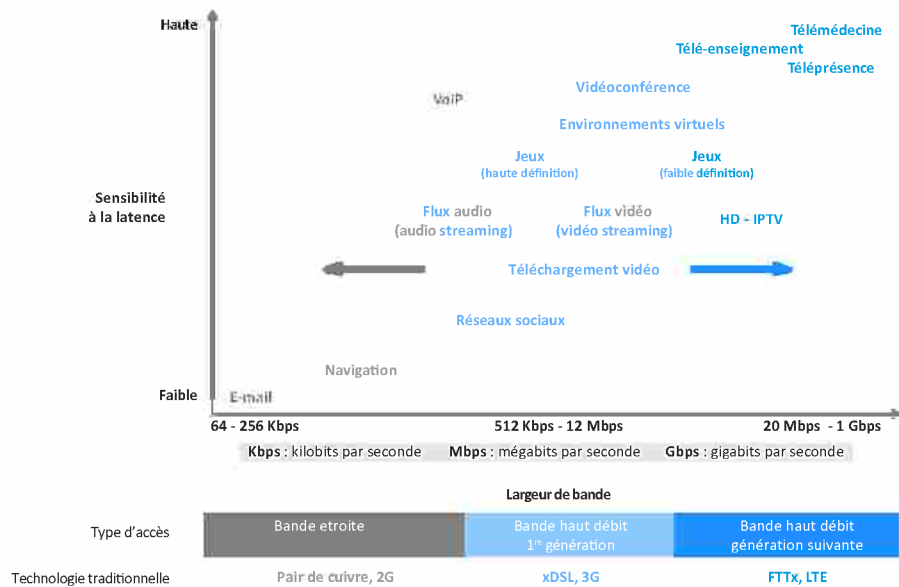 Haute
Télémédecine
Télé-enseignement
Téléprésence
Vidéoconférence
VoiP
Environnements virtuels
Jeux
(haute définition)
Jeux
(faible définition)
Sensibilité
à la latence
Flux audio
(audio streaming)
Flux vidéo
(vidéo streaming)
HD - IPTV
Téléchargement vidéo
Réseaux sociaux
Navigation
Faible
E-mail
64 - 256 Kbps
512 Kbps - 12 Mbps
20 Mbps - 1 Gbps
Kbps : kilobits par seconde Mbps : mégabits par seconde Gbps : gigabits par seconde
Largeur de bande
Type d'accès
Bande etroite
Bande haut débit
1re génération
Bande haut débit
génération suivante
Technologie traditionnelle
Pair de cuivre, 2G
xDSL, 3G
FTTx, LTE